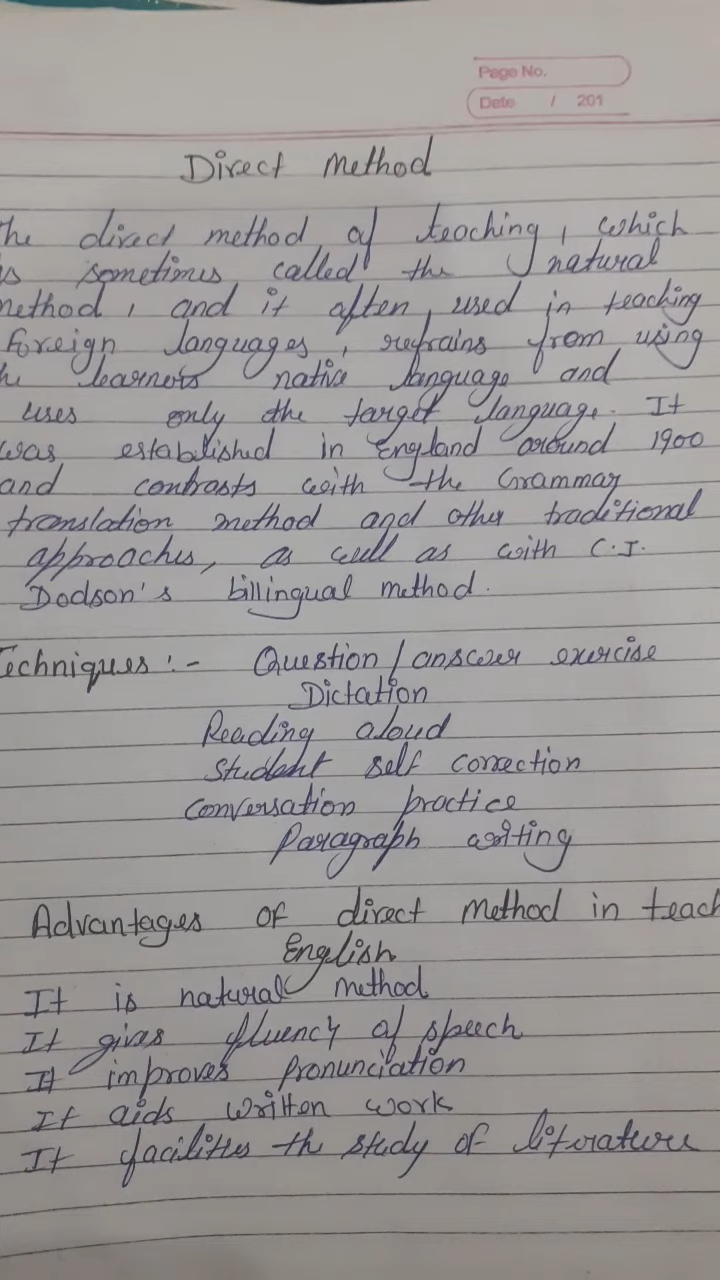 Page No.
Date / 201
Direct Method
he direct method of teaching, which
is sometimes called the natural
method, and it often, used in teaching
foreign languages, refrains from using
he learners native language and
uses only the target language. It
was established in England around 1900
and contrasts with the Grammar
translation method and other traditional
approaches, as well as with C.J.
Dodson's billingual method.
Techniques :- Question/answer exercise
Dictation
Reading aloud
Student self correction
Conversation practice
Paragraph writing
Advantages of direct Method in teach
English
It is natural method
It gives fluency of speech
It improves pronunciation
It aids written work
It facilities the study of literature